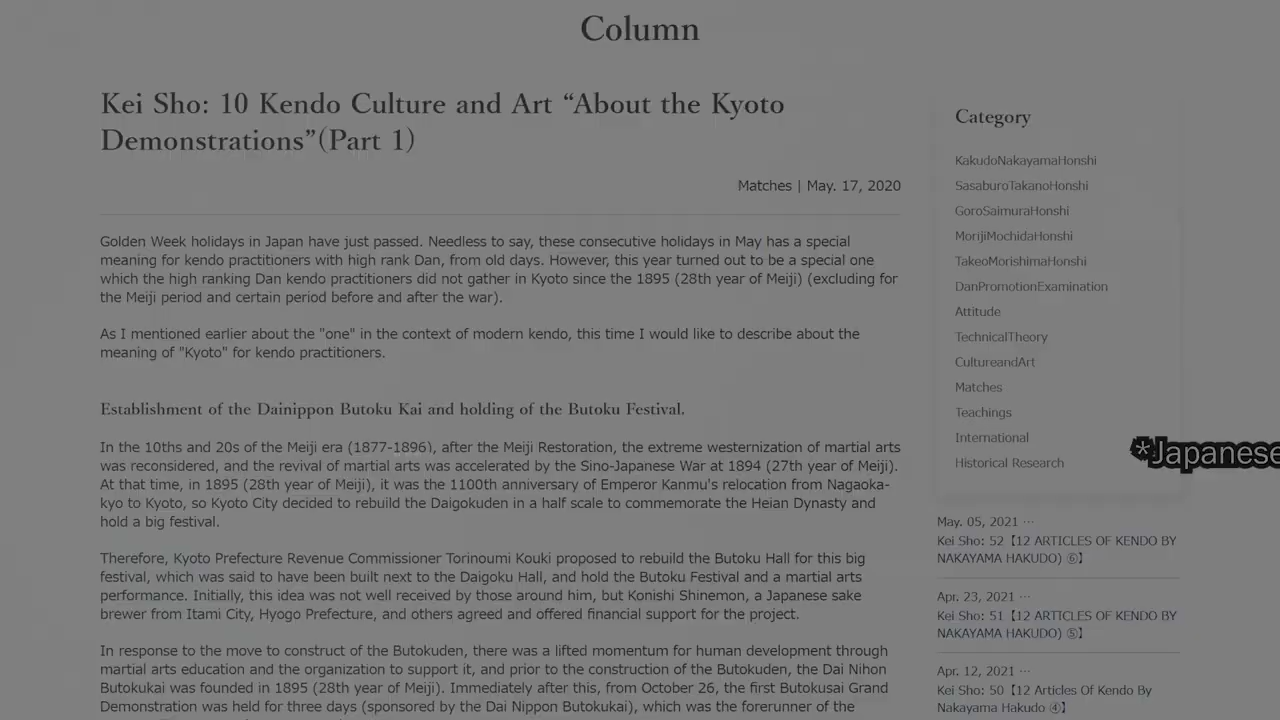 Column
Kei Sho: 10 Kendo Culture and Art “About the Kyoto
Demonstrations”(Part 1)
Matches | May. 17, 2020
Golden Week holidays in Japan have just passed. Needless to say, these consecutive holidays in May has a special
meaning for kendo practitioners with high rank Dan, from old days. However, this year turned out to be a special one
which the high ranking Dan kendo practitioners did not gather in Kyoto since the 1895 (28th year of Meiji) (excluding for
the Meiji period and certain period before and after the war).
As I mentioned earlier about the "one" in the context of modern kendo, this time I would like to describe about the
meaning of "Kyoto" for kendo practitioners.
Establishment of the Dainippon Butoku Kai and holding of the Butoku Festival.
In the 10ths and 20s of the Meiji era (1877-1896), after the Meiji Restoration, the extreme westernization of martial arts
was reconsidered, and the revival of martial arts was accelerated by the Sino-Japanese War at 1894 (27th year of Meiji).
At that time, in 1895 (28th year of Meiji), it was the 1100th anniversary of Emperor Kanmu's relocation from Nagaoka-
kyo to Kyoto, so Kyoto City decided to rebuild the Daigokuden in a half scale to commemorate the Heian Dynasty and
hold a big festival.
Therefore, Kyoto Prefecture Revenue Commissioner Torinoumi Kouki proposed to rebuild the Butoku Hall for this big
festival, which was said to have been built next to the Daigoku Hall, and hold the Butoku Festival and a martial arts
performance. Initially, this idea was not well received by those around him, but Konishi Shinemon, a Japanese sake
brewer from Itami City, Hyogo Prefecture, and others agreed and offered financial support for the project.
In response to the move to construct of the Butokuden, there was a lifted momentum for human development through
martial arts education and the organization to support it, and prior to the construction of the Butokuden, the Dai Nihon
Butokukai was founded in 1895 (28th year of Meiji). Immediately after this, from October 26, the first Butokusai Grand
Demonstration was held for three days (sponsored by the Dai Nippon Butokukai), which was the forerunner of the
Category
KakudoNakayamaHonshi
SasaburoTakanoHonshi
GoroSaimuraHonshi
MorijiMochidaHonshi
TakeoMorishimaHonshi
DanPromotionExamination
Attitude
TechnicalTheory
CultureandArt
Matches
Teachings
International
Historical Research
*Japanese
May. 05, 2021 ···
Kei Sho: 52【12 ARTICLES OF KENDO BY
NAKAYAMA HAKUDO) ⑥】
Apr. 23, 2021 ···
Kei Sho: 51【12 ARTICLES OF KENDO BY
NAKAYAMA HAKUDO) ⑤】
Apr. 12, 2021 ···
Kei Sho: 50【12 Articles Of Kendo By
Nakayama Hakudo ④】